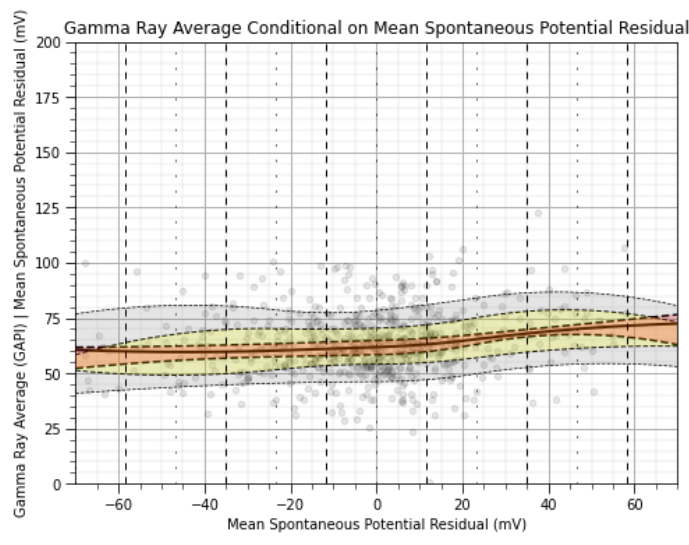 Gamma Ray Average Conditional on Mean Spontaneous Potential Residual
Gamma Ray Average (GAPI) | Mean Spontaneous Potential Residual (mV)
200
175
150
125
100
75
50
25
0
−60 −40 −20 0 20 40 60
Mean Spontaneous Potential Residual (mV)